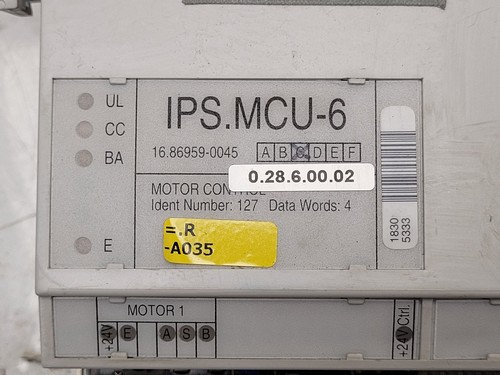 UL
CC
BA
E
IPS.MCU-6
16.86959-0045 A B C D E F
0.28.6.00.02
MOTOR CONTROL
Ident Number: 127 Data Words: 4
=.R
-A035
1830
5333
MOTOR 1
+24V E A S B
+24V Ctrl.